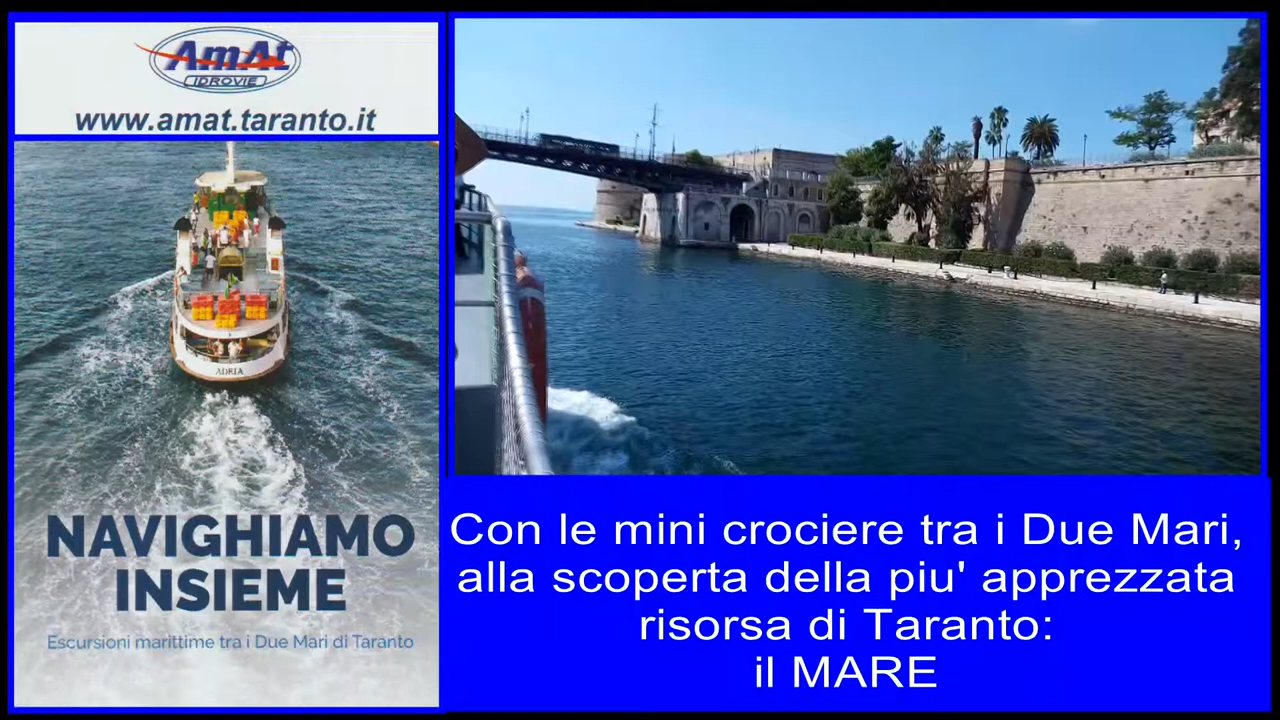 AmAt
IDROVIE
www.amat.taranto.it
ADRIA
NAVIGHIAMO
INSIEME
Escursioni marittime tra i Due Mari di Taranto
Con le mini crociere tra i Due Mari,
alla scoperta della piu' apprezzata
risorsa di Taranto:
il MARE